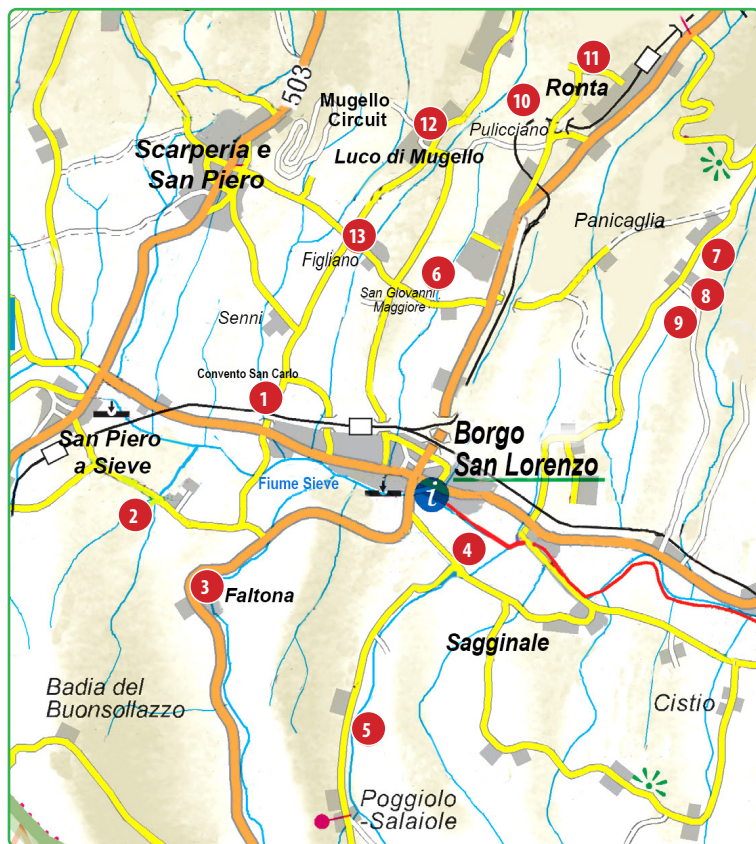 503
11
Ronta
10
Mugello
Circuit
12
Pulicciano
Scarperia e
San Piero
Luco di Mugello
13
Figliano
Panicaglia
7
6
San Giovanni
Maggiore
8
9
Senni
Convento San Carlo
1
San Piero
a Sieve
Borgo
San Lorenzo
Fiume Sieve
i
2
4
3
Faltona
Sagginale
Badia del
Buonsollazzo
Cistio
5
Poggiolo
-Salaiole